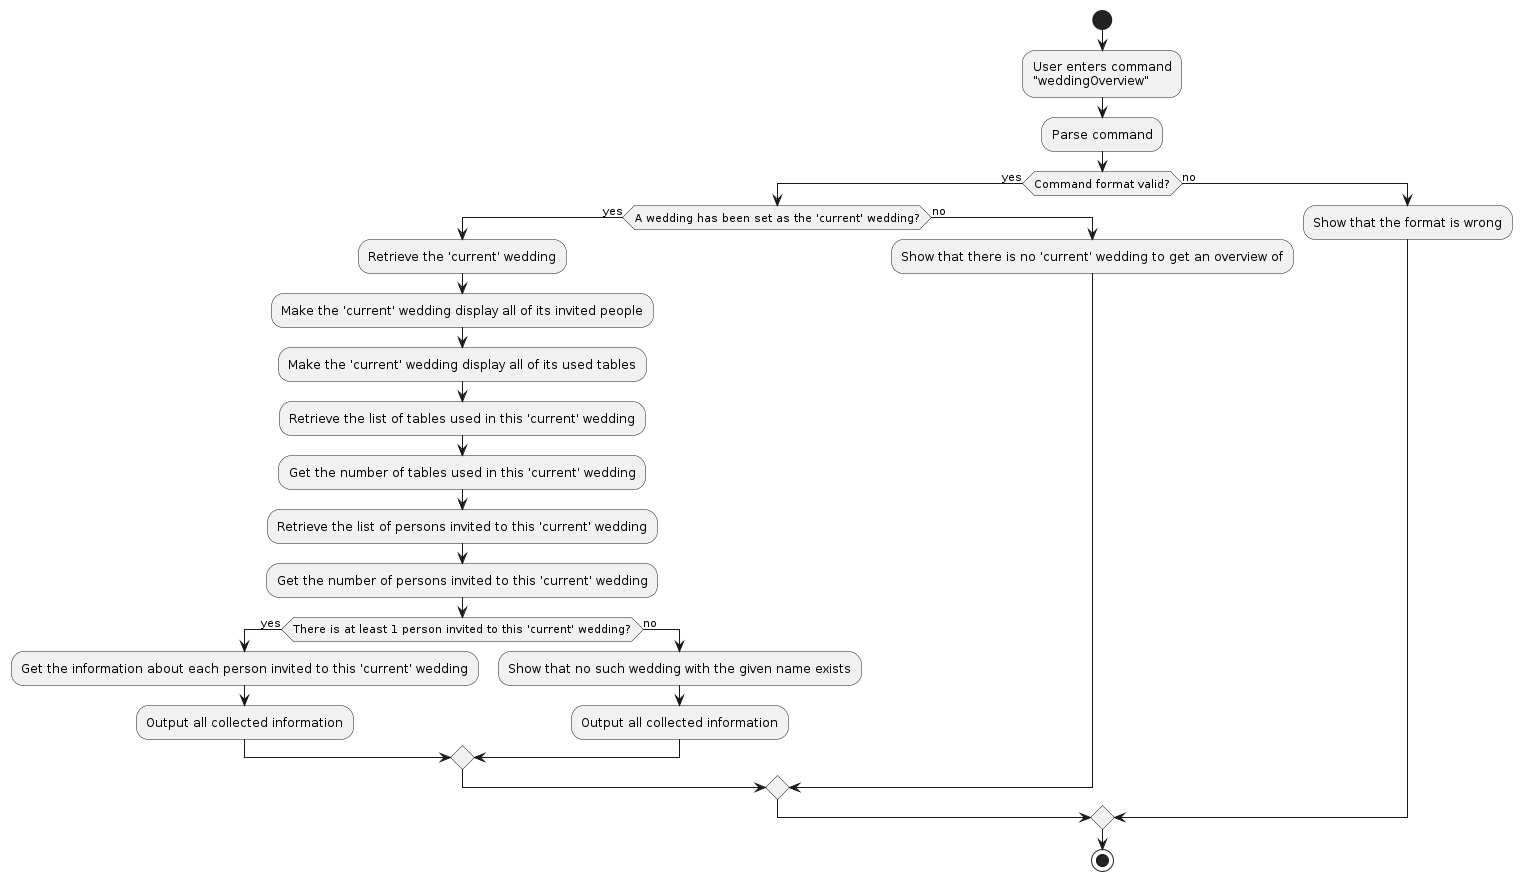 User enters command
"weddingOverview"
Parse command
yes
Command format valid?
no
yes
A wedding has been set as the 'current' wedding?
no
Show that the format is wrong
Retrieve the 'current' wedding
Show that there is no 'current' wedding to get an overview of
Make the 'current' wedding display all of its invited people
Make the 'current' wedding display all of its used tables
Retrieve the list of tables used in this 'current' wedding
Get the number of tables used in this 'current' wedding
Retrieve the list of persons invited to this 'current' wedding
Get the number of persons invited to this 'current' wedding
yes
There is at least 1 person invited to this 'current' wedding?
no
Get the information about each person invited to this 'current' wedding
Show that no such wedding with the given name exists
Output all collected information
Output all collected information